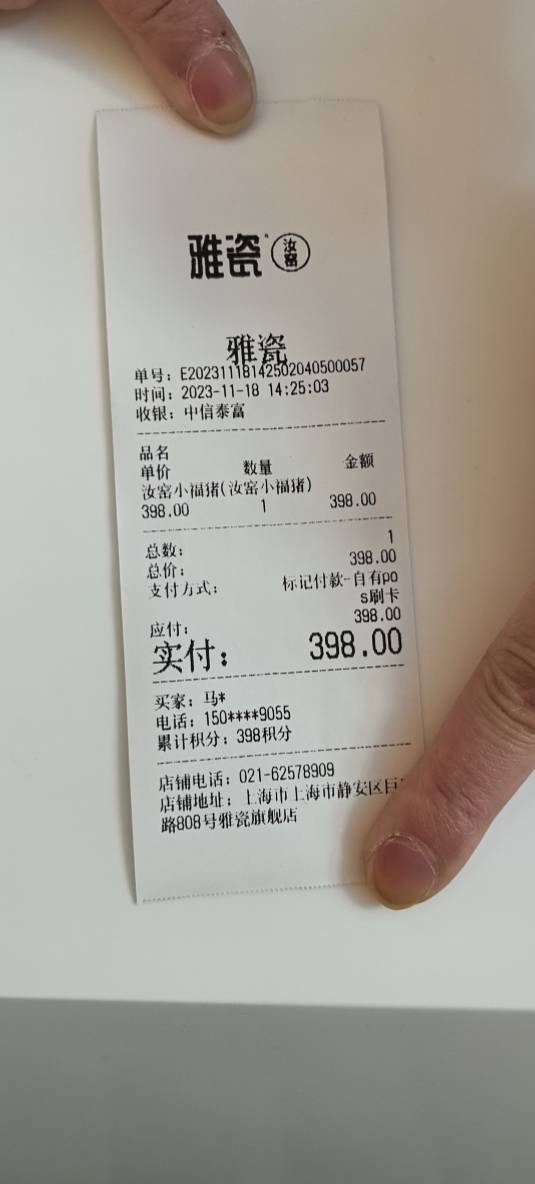 雅瓷 汝窑
雅瓷
单号：E20231118142502040500057
时间：2023-11-18 14:25:03
收银：中信泰富
品名
单价 数量 金额
汝窑小福猪(汝窑小福猪)
398.00 1 398.00
总数： 1
总价： 398.00
支付方式： 标记付款-自有po
s刷卡
应付： 398.00
实付： 398.00
买家：马*
电话：150****9055
累计积分：398积分
店铺电话：021-62578909
店铺地址：上海市上海市静安区巨
路808号雅瓷旗舰店